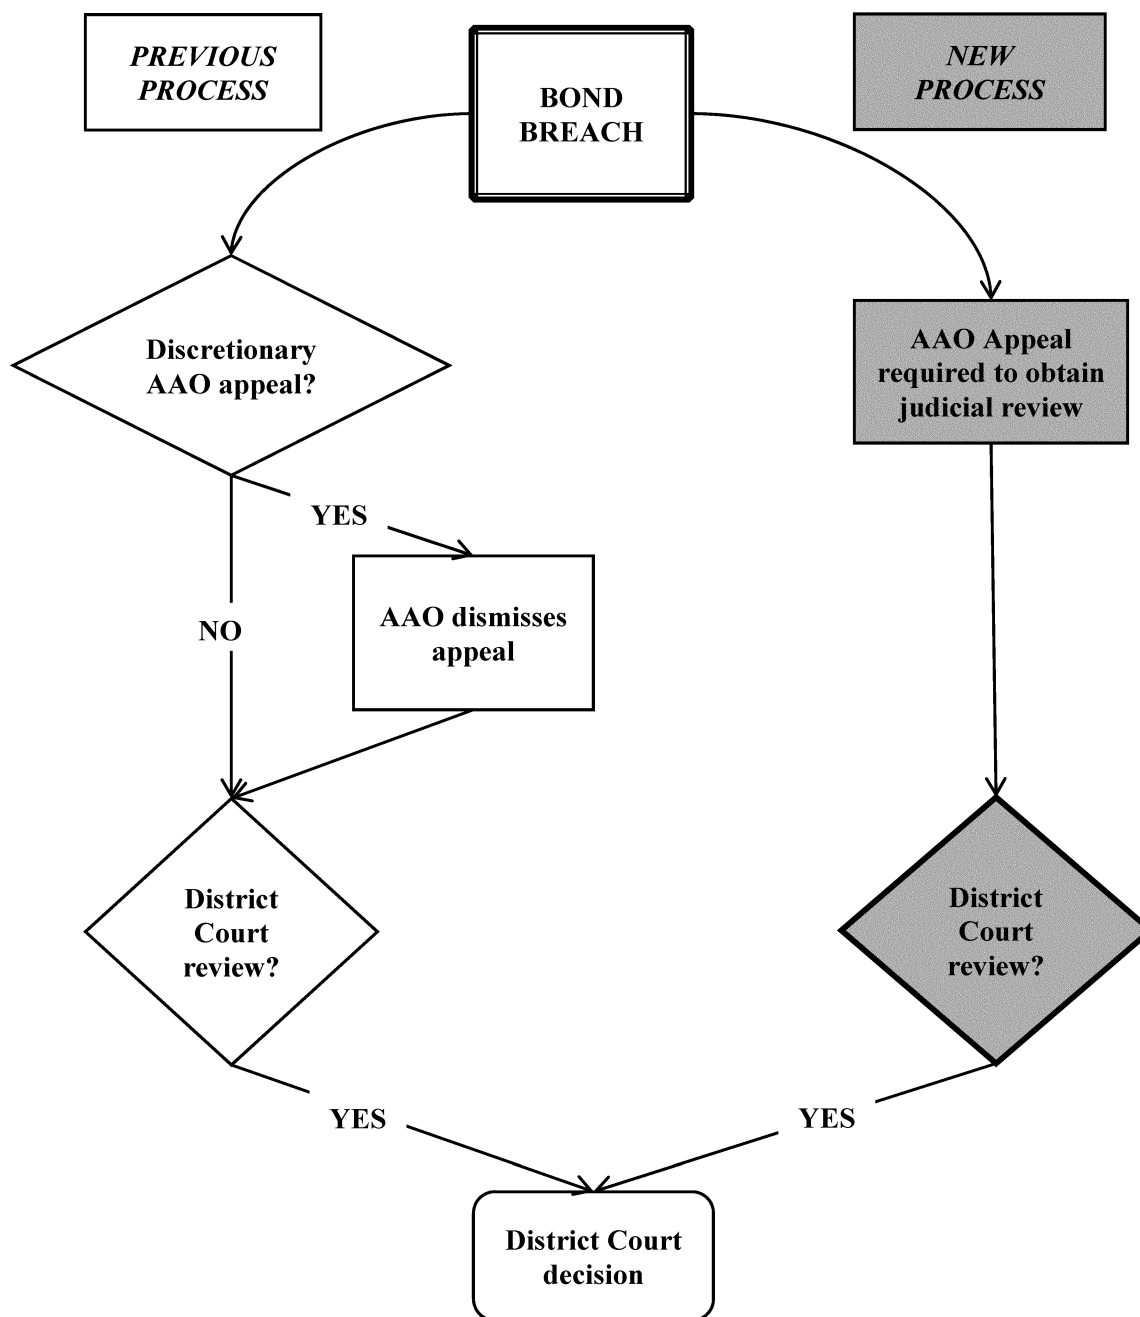 PREVIOUS
PROCESS
BOND
BREACH
NEW
PROCESS
Discretionary
AAO appeal?
AAO Appeal
required to obtain
judicial review
YES
NO
AAO dismisses
appeal
District
Court
review?
District
Court
review?
YES
YES
District Court
decision